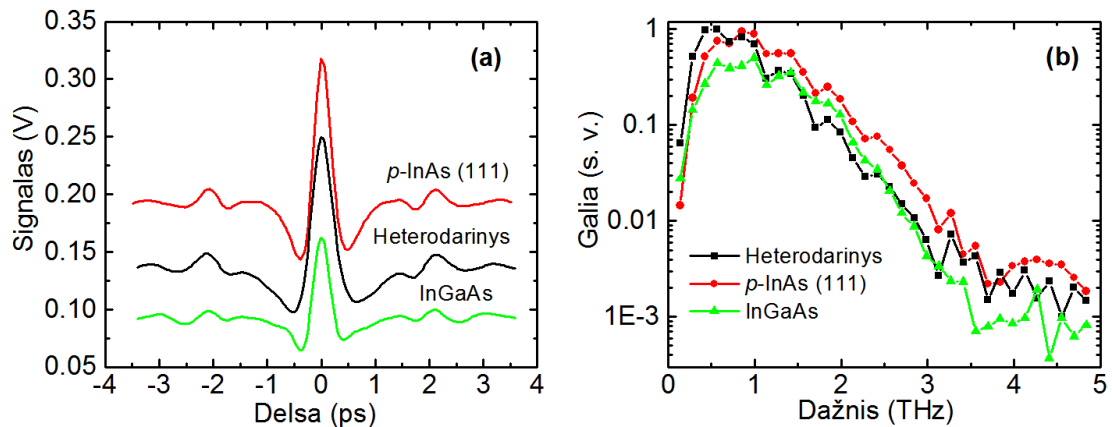 (a)
0.35
0.30
0.25
0.20
0.15
0.10
0.05
Signalas (V)
p-InAs (111)
Heterodarinys
InGaAs
-4 -3 -2 -1 0 1 2 3 4
Delsa (ps)
(b)
1
0.1
0.01
1E-3
Galia (s. v.)
Heterodarinys
p-InAs (111)
InGaAs
0 1 2 3 4 5
Dažnis (THz)